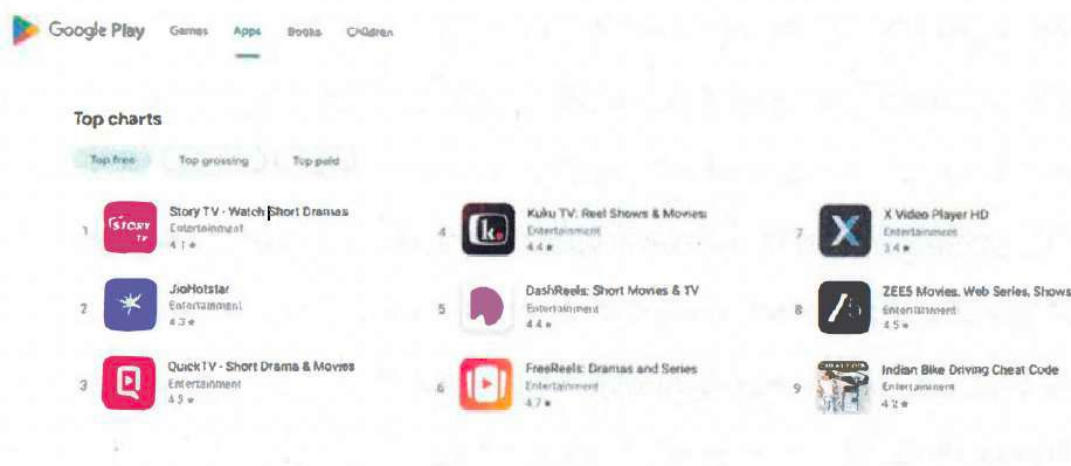 Google Play Games Apps Books Children
Top charts
Top free Top grossing Top paid
1 STORY TV Story TV - Watch Short Dramas
Entertainment
4.1 ★
2 JioHotstar
Entertainment
4.3 ★
3 QuickTV - Short Drama & Movies
Entertainment
4 k. Kuku TV: Reel Shows & Movies
Entertainment
4.4 ★
5 DashReels: Short Movies & TV
Entertainment
4.4 ★
6 FreeReels: Dramas and Series
Entertainment
4.7 ★
7 X X Video Player HD
Entertainment
3.4 ★
8 ZEE5 Movies, Web Series, Shows
Entertainment
4.5 ★
9 Indian Bike Driving Cheat Code
Entertainment
4.2 ★